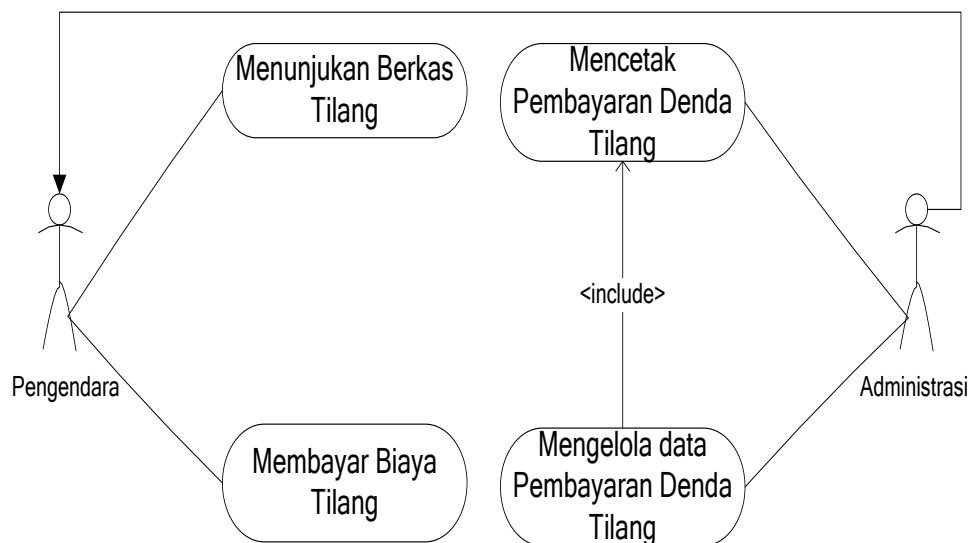 Menunjukan Berkas
Tilang
Mencetak
Pembayaran Denda
Tilang
<include>
Pengendara
Administrasi
Membayar Biaya
Tilang
Mengelola data
Pembayaran Denda
Tilang